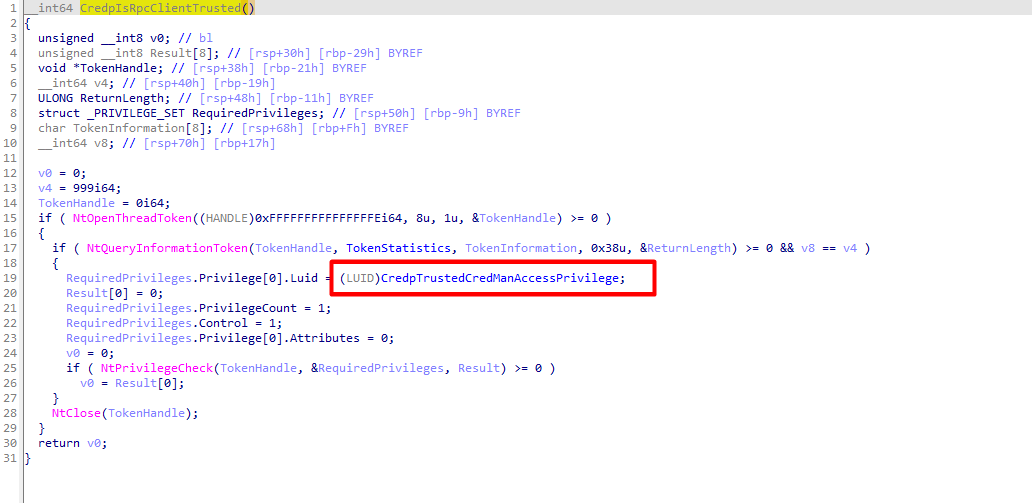 1 __int64 CredpIsRpcClientTrusted()
2 {
3 unsigned __int8 v0; // bl
4 unsigned __int8 Result[8]; // [rsp+30h] [rbp-29h] BYREF
5 void *TokenHandle; // [rsp+38h] [rbp-21h] BYREF
6 __int64 v4; // [rsp+40h] [rbp-19h]
7 ULONG ReturnLength; // [rsp+48h] [rbp-11h] BYREF
8 struct _PRIVILEGE_SET RequiredPrivileges; // [rsp+50h] [rbp-9h] BYREF
9 char TokenInformation[8]; // [rsp+68h] [rbp+Fh] BYREF
10 __int64 v8; // [rsp+70h] [rbp+17h]
11
12 v0 = 0;
13 v4 = 999i64;
14 TokenHandle = 0i64;
15 if ( NtOpenThreadToken((HANDLE)0xFFFFFFFFFFFFFFFEi64, 8u, 1u, &TokenHandle) >= 0 )
16 {
17 if ( NtQueryInformationToken(TokenHandle, TokenStatistics, TokenInformation, 0x38u, &ReturnLength) >= 0 && v8 == v4 )
18 {
19 RequiredPrivileges.Privilege[0].Luid = (LUID)CredpTrustedCredManAccessPrivilege;
20 Result[0] = 0;
21 RequiredPrivileges.PrivilegeCount = 1;
22 RequiredPrivileges.Control = 1;
23 RequiredPrivileges.Privilege[0].Attributes = 0;
24 v0 = 0;
25 if ( NtPrivilegeCheck(TokenHandle, &RequiredPrivileges, Result) >= 0 )
26 v0 = Result[0];
27 }
28 NtClose(TokenHandle);
29 }
30 return v0;
31 }